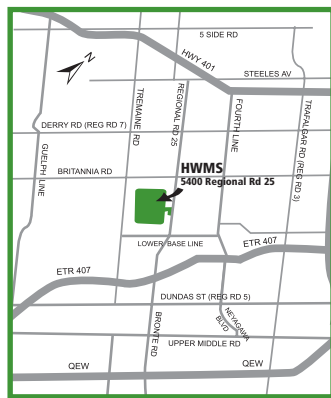 5 SIDE RD
HWY 401
N
STEELES AV
TREMAINE RD
REGIONAL RD 25
FOURTH LINE
TRAFALGAR RD (REG RD 3)
DERRY RD (REG RD 7)
GUELPH LINE
BRITANNIA RD
HWMS
5400 Regional Rd 25
LOWER BASE LINE
ETR 407
ETR 407
DUNDAS ST (REG RD 5)
BRONTE RD
NEYAGAWA
BLVD
UPPER MIDDLE RD
QEW
QEW